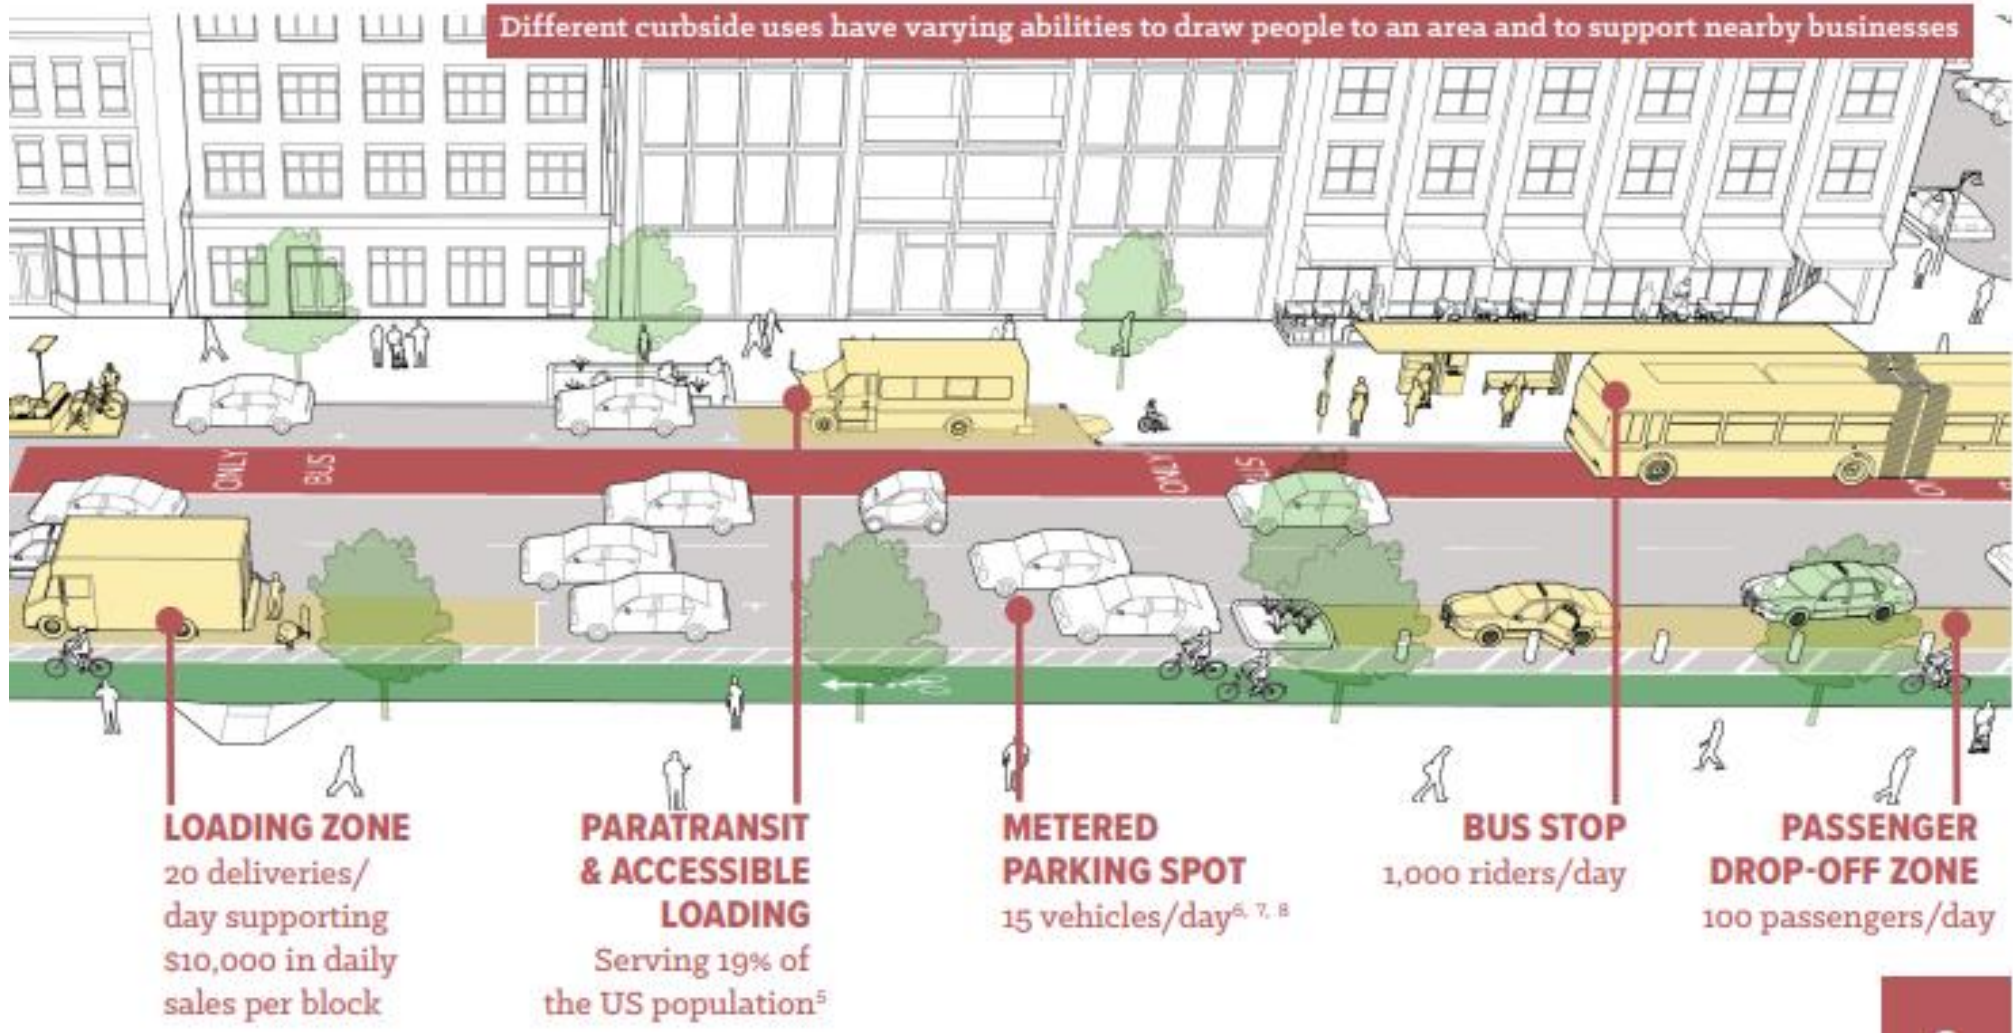 Different curbside uses have varying abilities to draw people to an area and to support nearby businesses
ONLY
BUS
ONLY
LOADING ZONE
20 deliveries/
day supporting
$10,000 in daily
sales per block
PARATRANSIT
& ACCESSIBLE
LOADING
Serving 19% of
the US population⁵
METERED
PARKING SPOT
15 vehicles/day⁶, ⁷, ⁸
BUS STOP
1,000 riders/day
PASSENGER
DROP-OFF ZONE
100 passengers/day